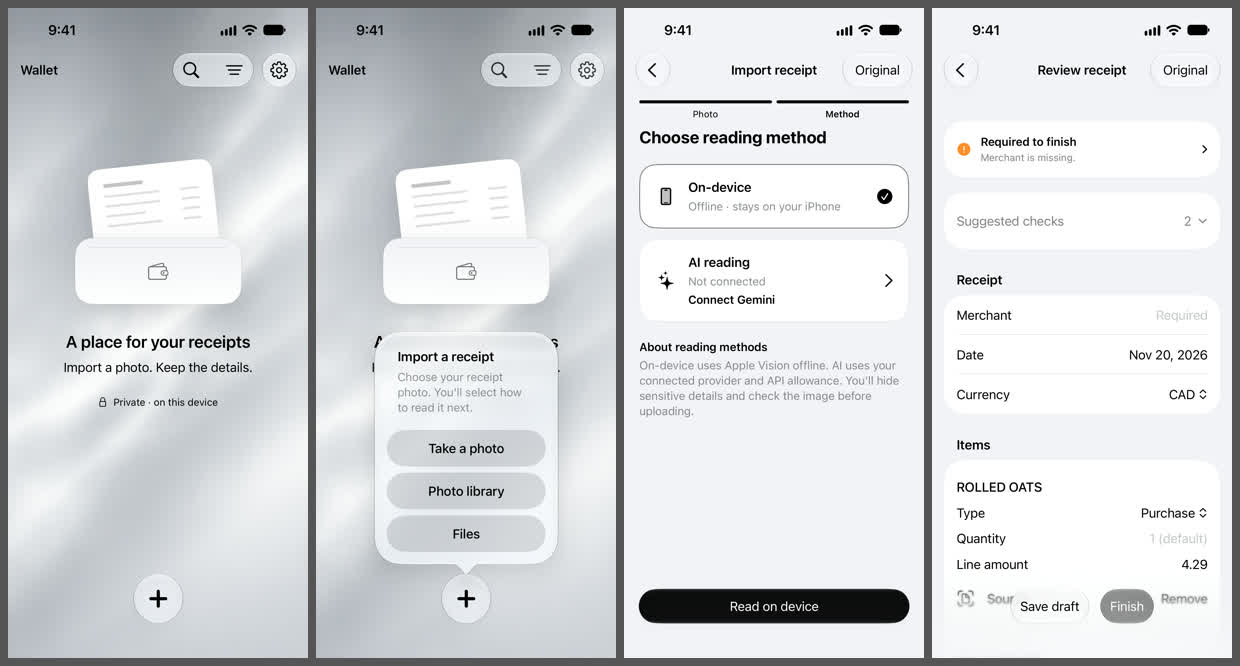 9:41
Wallet
A place for your receipts
Import a photo. Keep the details.
Private · on this device
9:41
Wallet
A
s
Import a receipt
Choose your receipt
photo. You'll select how
to read it next.
Take a photo
Photo library
Files
9:41
Import receipt
Original
Photo
Method
Choose reading method
On-device
Offline · stays on your iPhone
AI reading
Not connected
Connect Gemini
About reading methods
On-device uses Apple Vision offline. AI uses your
connected provider and API allowance. You'll hide
sensitive details and check the image before
uploading.
Read on device
9:41
Review receipt
Original
Required to finish
Merchant is missing.
Suggested checks 2
Receipt
Merchant Required
Date Nov 20, 2026
Currency CAD
Items
ROLLED OATS
Type Purchase
Quantity 1 (default)
Line amount 4.29
Sour
Save draft
Finish
Remove